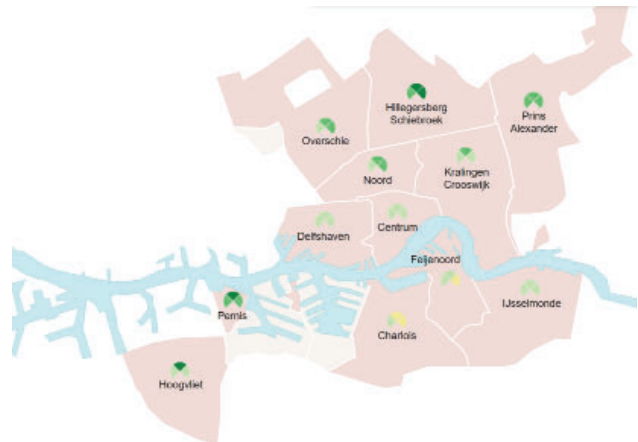 Hillegersberg
Schiebroek
Prins
Alexander
Overschie
Noord
Kralingen
Crooswijk
Delfshaven
Centrum
Feijenoord
Pernis
IJsselmonde
Charlois
Hoogvliet